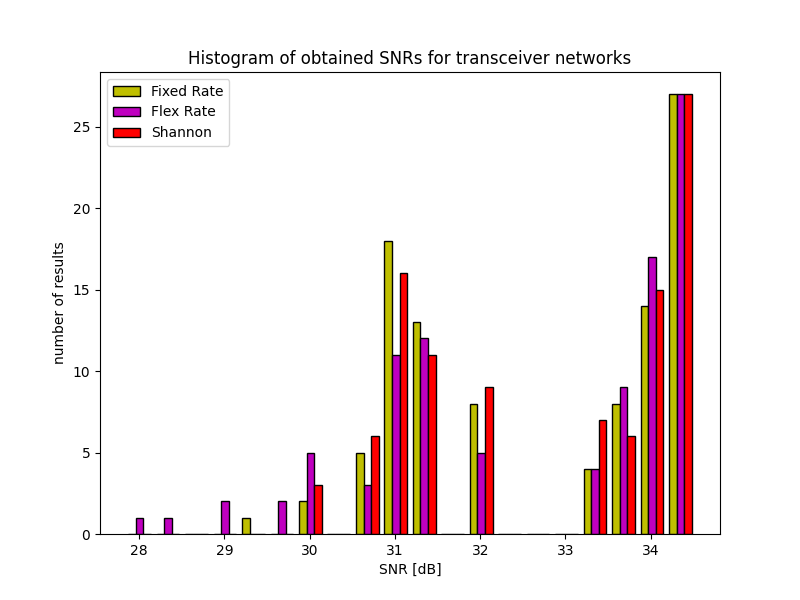 Histogram of obtained SNRs for transceiver networks
Fixed Rate
Flex Rate
Shannon
number of results
25
20
15
10
5
0
28 29 30 31 32 33 34
SNR [dB]